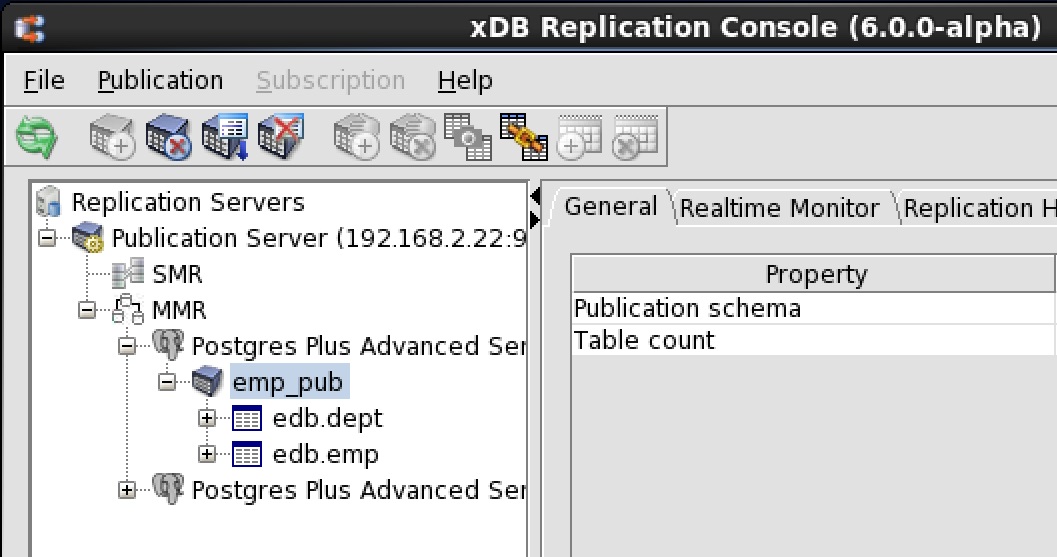 xDB Replication Console (6.0.0-alpha)
File Publication Subscription Help
Replication Servers
Publication Server (192.168.2.22:9
SMR
MMR
Postgres Plus Advanced Ser
emp_pub
edb.dept
edb.emp
Postgres Plus Advanced Ser
General Realtime Monitor Replication H
Property
Publication schema
Table count